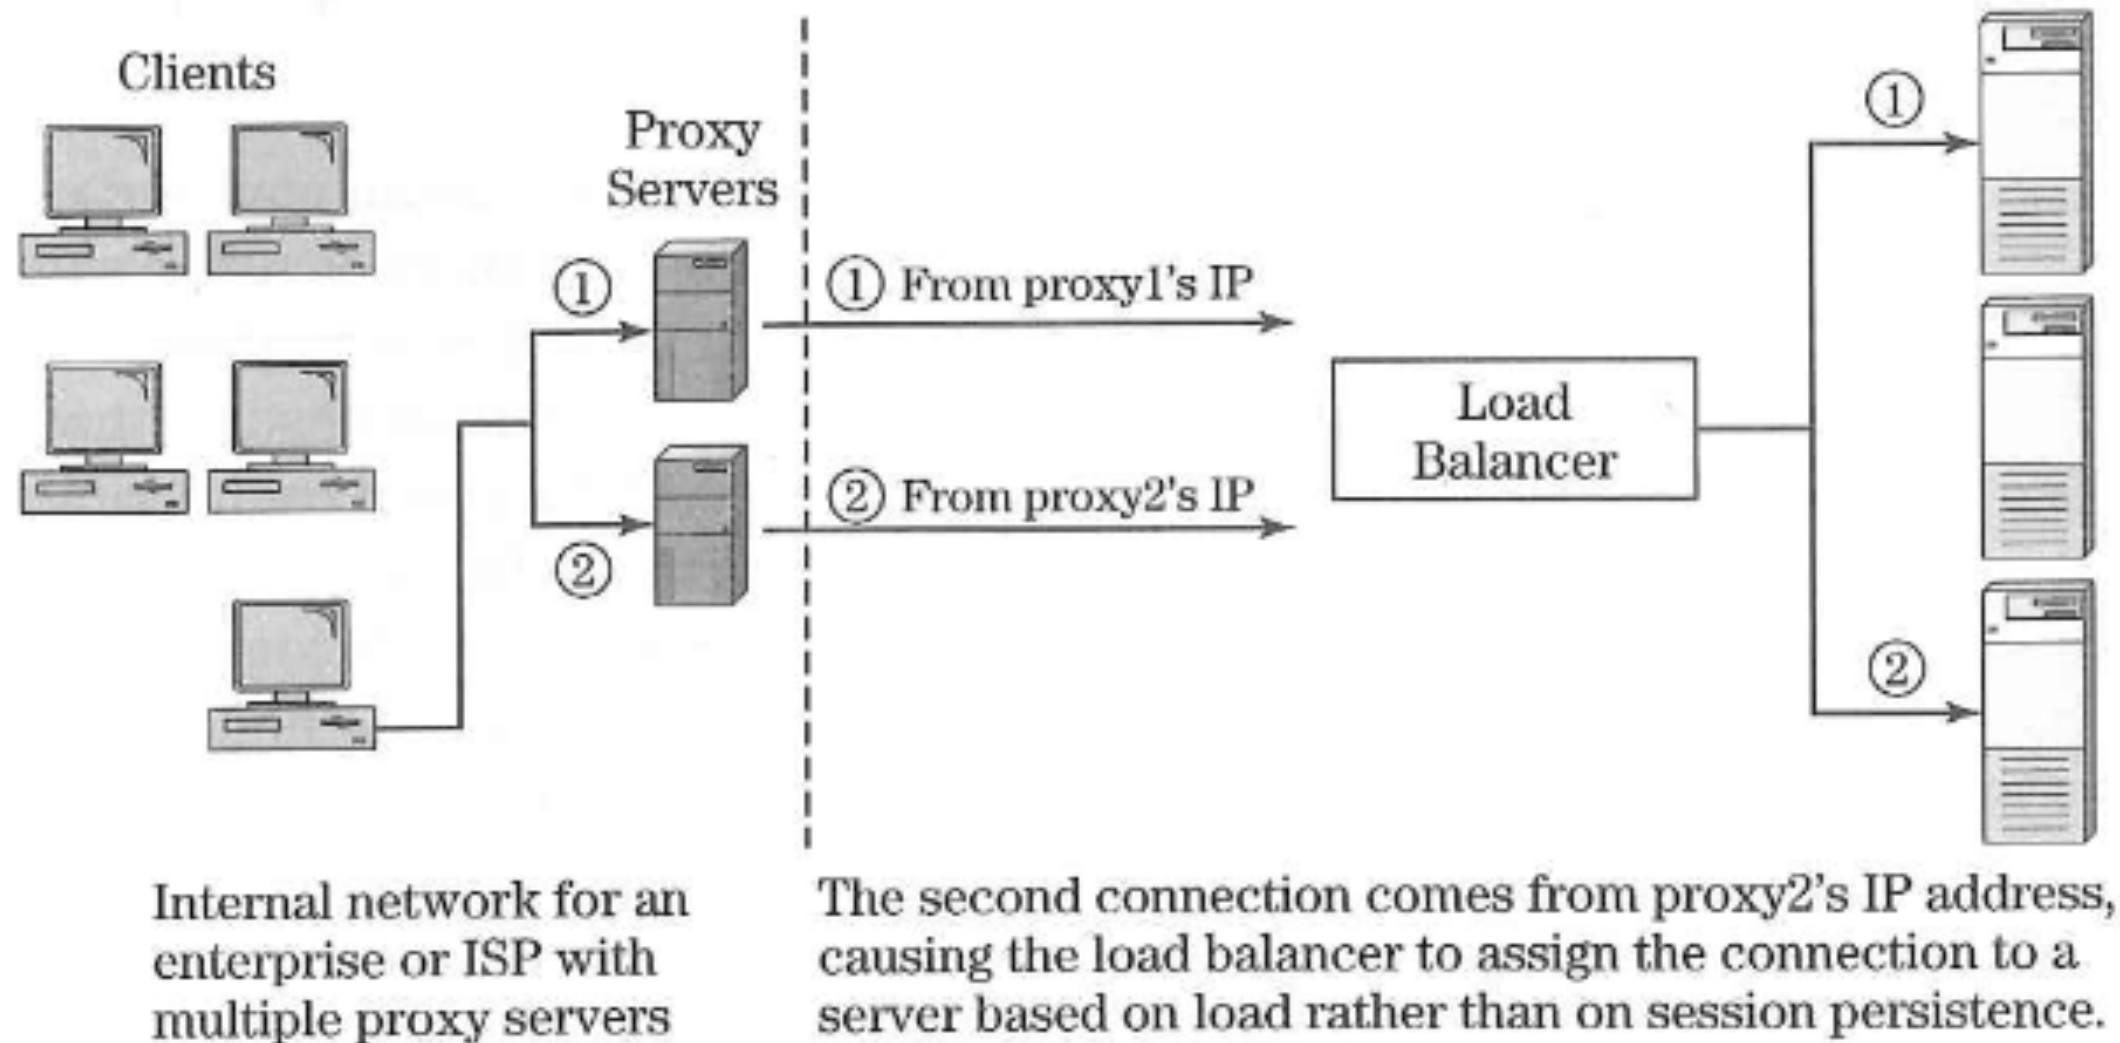 Clients
Proxy
Servers
①
① From proxy1's IP
②
② From proxy2's IP
Load
Balancer
①
②
Internal network for an
enterprise or ISP with
multiple proxy servers
The second connection comes from proxy2's IP address,
causing the load balancer to assign the connection to a
server based on load rather than on session persistence.